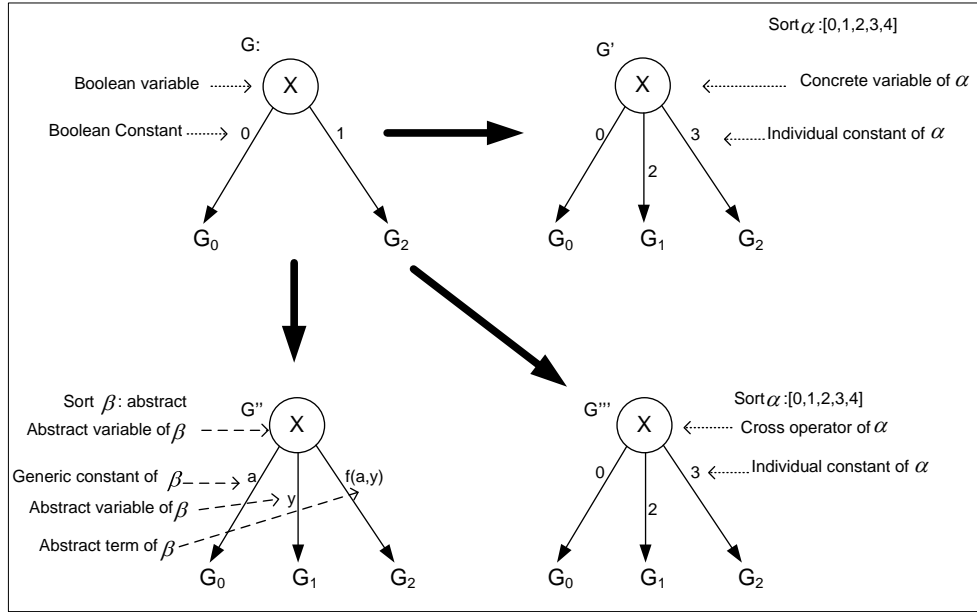 G:
X
Boolean variable
Boolean Constant
0
1
G0
G2
Sort α:[0,1,2,3,4]
G'
X
Concrete variable of α
0
3
Individual constant of α
2
G0
G1
G2
Sort β: abstract
G''
X
Abstract variable of β
Generic constant of β
a
f(a,y)
Abstract variable of β
y
Abstract term of β
G0
G1
G2
Sort α:[0,1,2,3,4]
G'''
X
Cross operator of α
0
3
Individual constant of α
2
G0
G1
G2